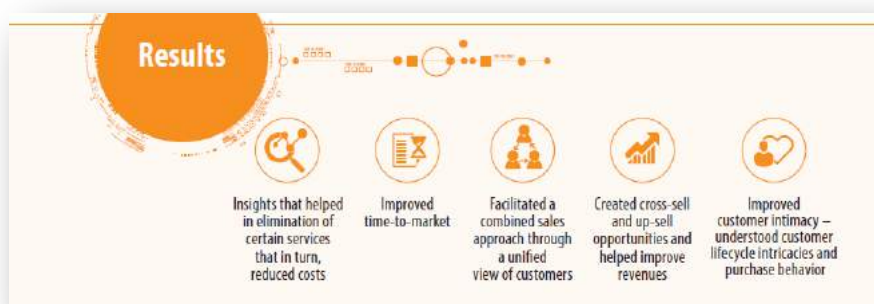 Results
Insights that helped
in elimination of
certain services
that in turn,
reduced costs
Improved
time-to-market
Facilitated a
combined sales
approach through
a unified
view of customers
Created cross-sell
and up-sell
opportunities and
helped improve
revenues
Improved
customer intimacy –
understood customer
lifecycle intricacies and
purchase behavior